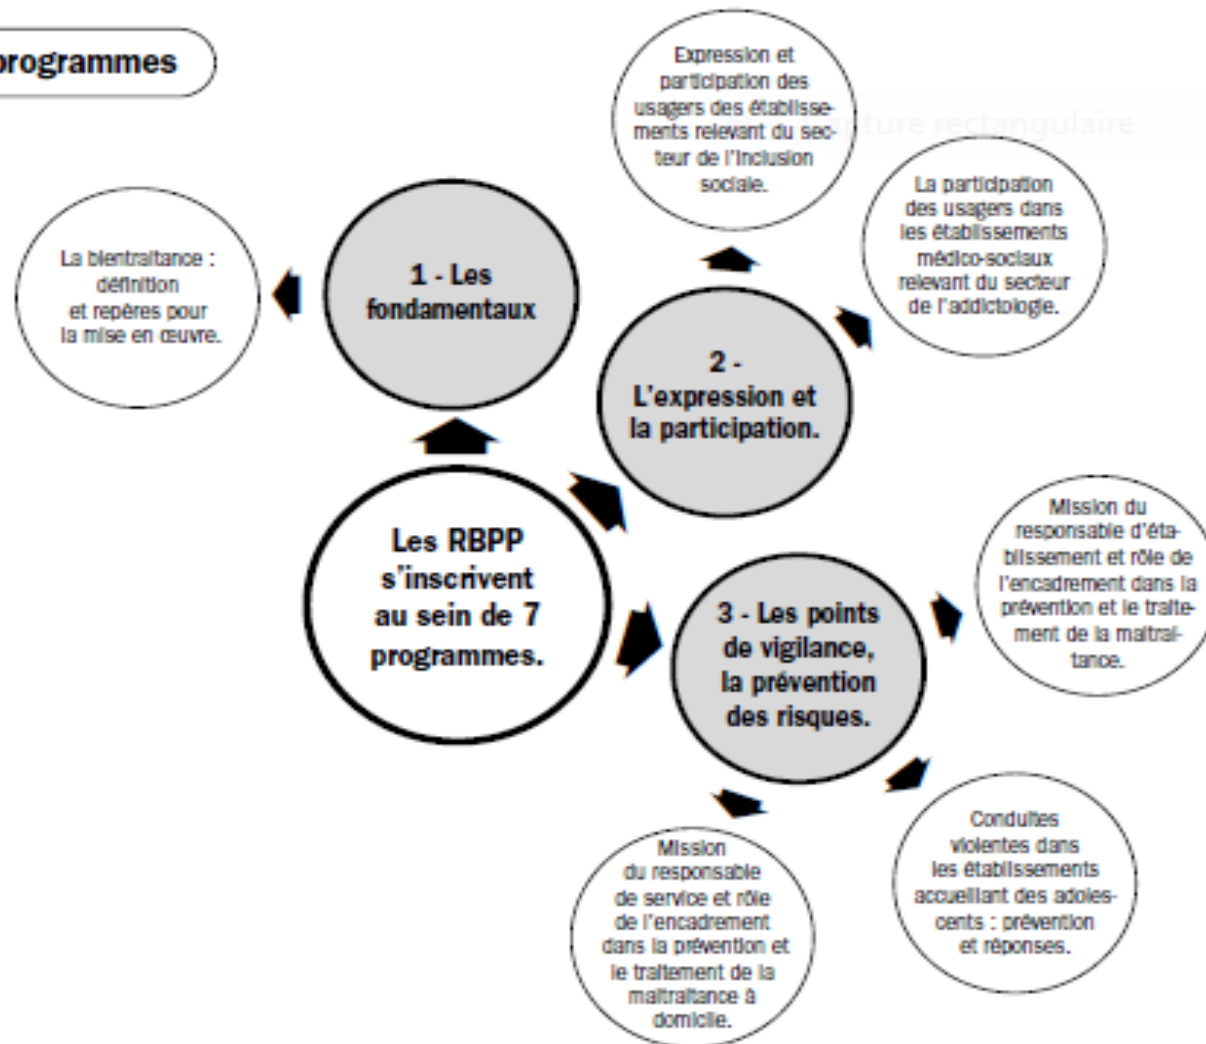 programmes
Expression et
participation des
usagers des établisse-
ments relevant du sec-
teur de l'inclusion
sociale.
pture rectangulaire
La participation
des usagers dans
les établissements
médico-sociaux
relevant du secteur
de l'addictologie.
La bientraitance :
définition
et repères pour
la mise en œuvre.
1 - Les
fondamentaux
2 -
L'expression et
la participation.
Les RBPP
s'inscrivent
au sein de 7
programmes.
3 - Les points
de vigilance,
la prévention
des risques.
Mission du
responsable d'éta-
blissement et rôle de
l'encadrement dans la
prévention et le traite-
ment de la maltrai-
tance.
Conduites
violentes dans
les établissements
accueillant des adoles-
cents : prévention
et réponses.
Mission
du responsable
de service et rôle
de l'encadrement
dans la prévention et
le traitement de la
maltraitance à
domicile.